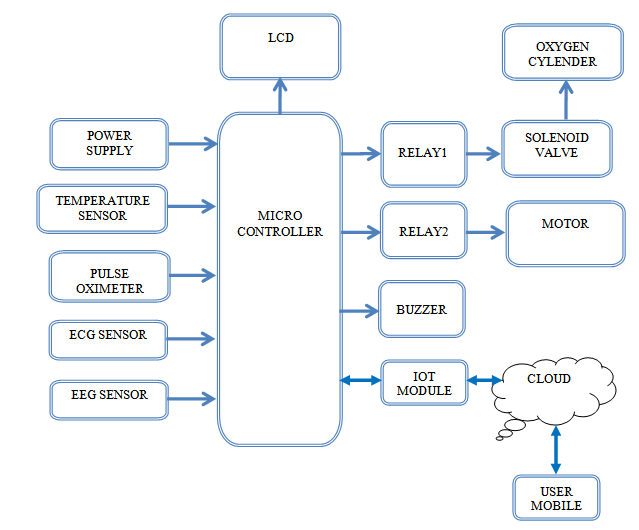 LCD
OXYGEN
CYLENDER
POWER
SUPPLY
RELAY1
SOLENOID
VALVE
TEMPERATURE
SENSOR
MICRO
CONTROLLER
RELAY2
MOTOR
PULSE
OXIMETER
BUZZER
ECG SENSOR
IOT
MODULE
CLOUD
EEG SENSOR
USER
MOBILE